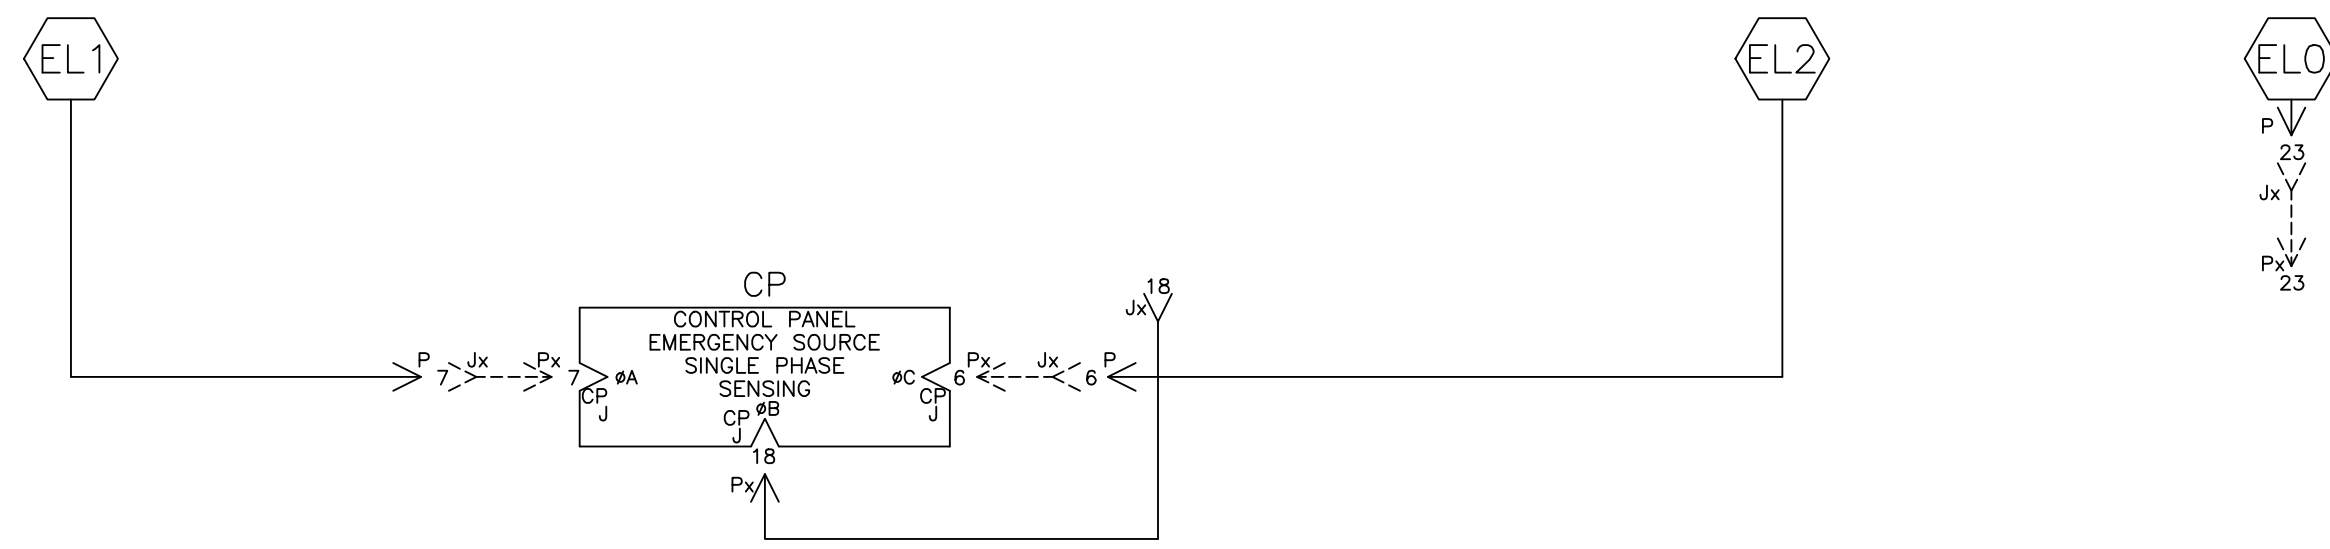 EL1
EL2
EL0
P
23
Jx
Px
23
CP
18
Jx
CONTROL PANEL
EMERGENCY SOURCE
SINGLE PHASE
SENSING
P
7
Jx
Px
7
øA
CP
J
øC
6
Px
Jx
6
P
CP
J
øB
CP
J
18
Px